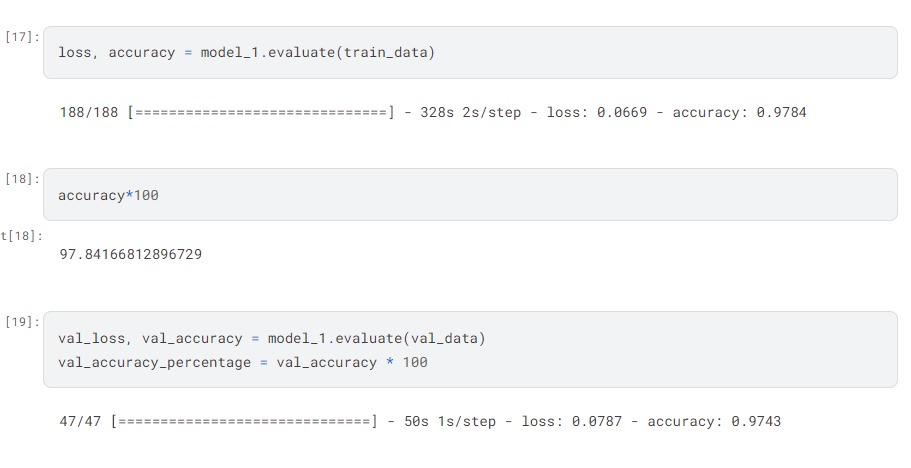 [17]:
loss, accuracy = model_1.evaluate(train_data)
188/188 [==============================] - 328s 2s/step - loss: 0.0669 - accuracy: 0.9784
[18]:
accuracy*100
t[18]:
97.84166812896729
[19]:
val_loss, val_accuracy = model_1.evaluate(val_data)
val_accuracy_percentage = val_accuracy * 100
47/47 [==============================] - 50s 1s/step - loss: 0.0787 - accuracy: 0.9743